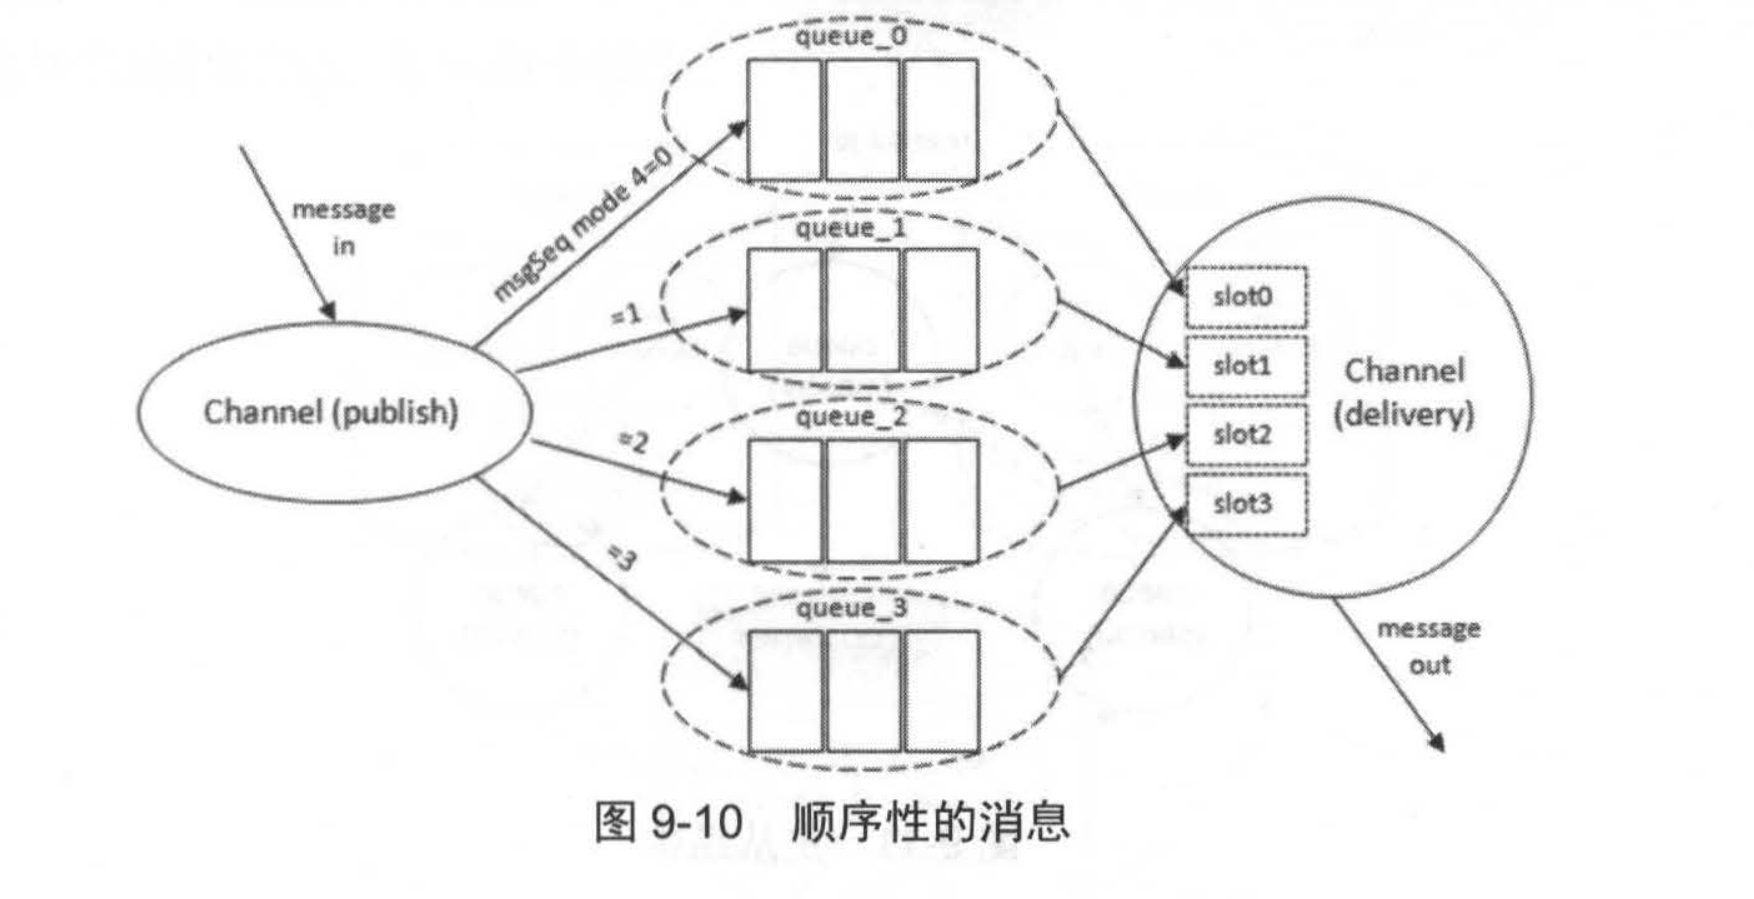 queue_0
message
in
msgSeq mode 4=0
queue_1
=1
Channel (publish)
queue_2
=2
queue_3
=3
slot0
slot1
slot2
slot3
Channel
(delivery)
message
out
图 9-10 顺序性的消息